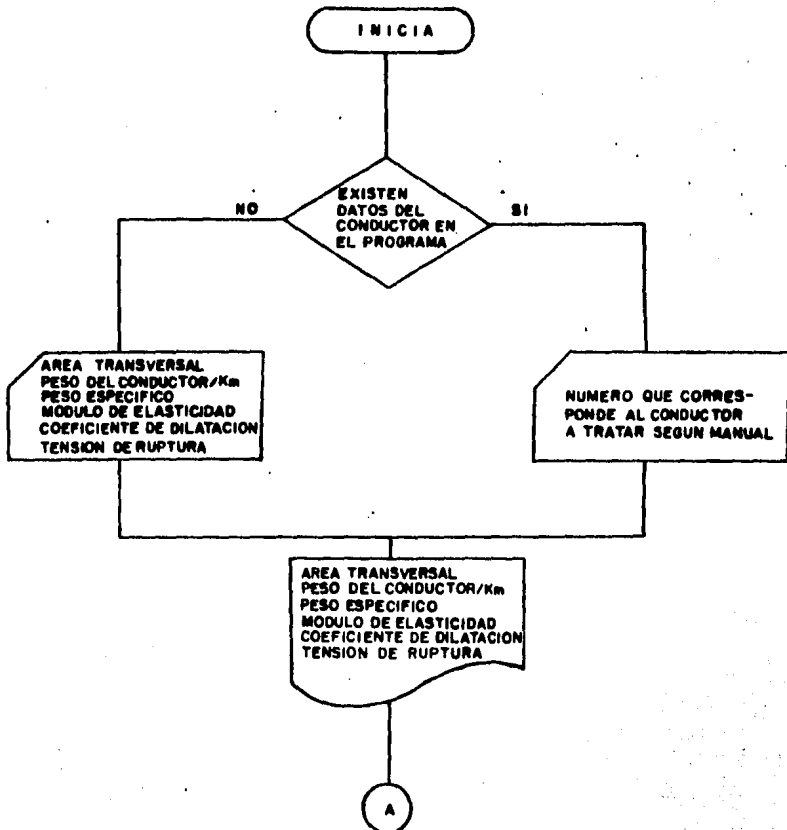 INICIA
EXISTEN
DATOS DEL
CONDUCTOR EN
EL PROGRAMA
NO
SI
AREA TRANSVERSAL
PESO DEL CONDUCTOR/Km
PESO ESPECIFICO
MODULO DE ELASTICIDAD
COEFICIENTE DE DILATACION
TENSION DE RUPTURA
NUMERO QUE CORRES-
PONDE AL CONDUCTOR
A TRATAR SEGUN MANUAL
AREA TRANSVERSAL
PESO DEL CONDUCTOR/Km
PESO ESPECIFICO
MODULO DE ELASTICIDAD
COEFICIENTE DE DILATACION
TENSION DE RUPTURA
A